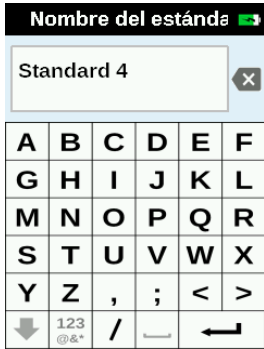 Nombre del estánda
Standard 4
A B C D E F
G H I J K L
M N O P Q R
S T U V W X
Y Z , ; < >
123 /
@&*